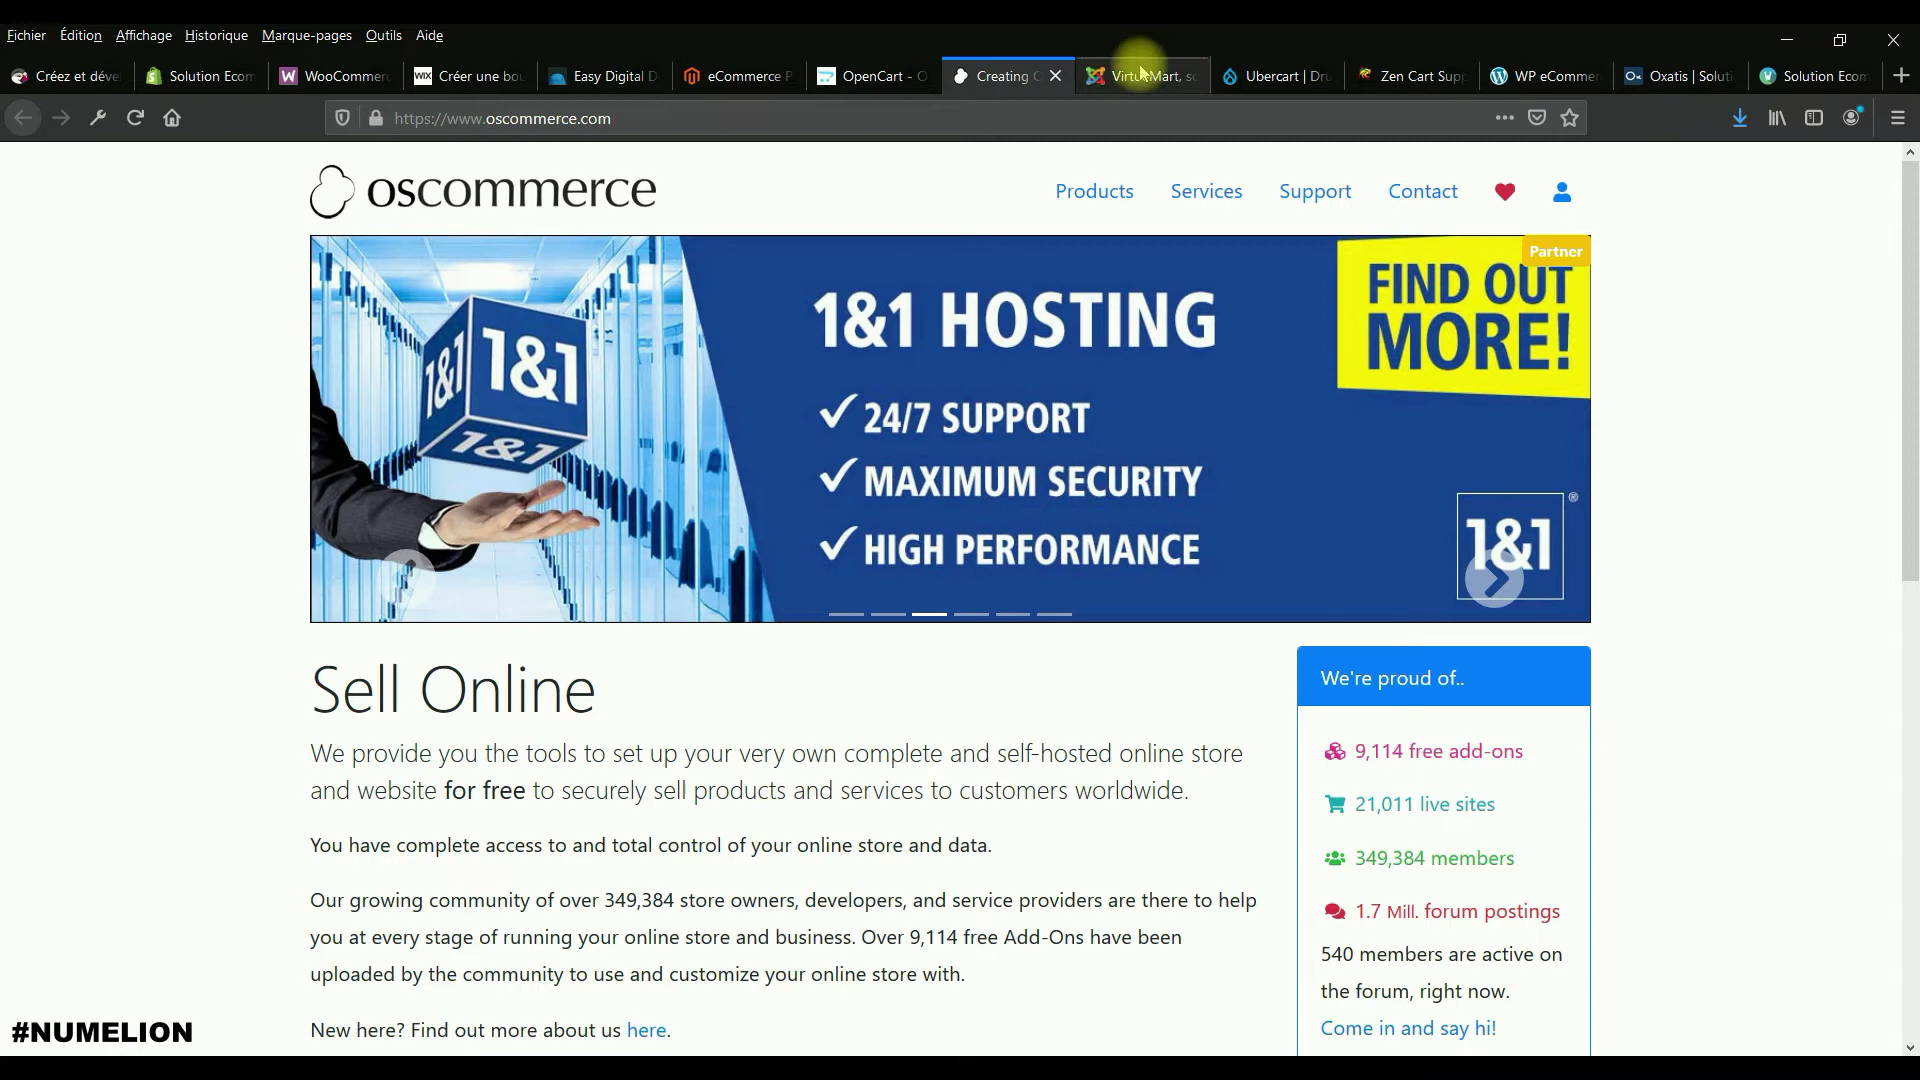 Fichier Édition Affichage Historique Marque-pages Outils Aide
Créez et déve Solution Ecom WooComme Créer une bou Easy Digital D eCommerce P OpenCart - O Creating VirtueMart, s Ubercart | Dru Zen Cart Supp WP eCommer Oxatis | Soluti Solution Ecom
https://www.oscommerce.com
oscommerce
Products Services Support Contact
Partner
FIND OUT
MORE!
1&1 HOSTING
24/7 SUPPORT
MAXIMUM SECURITY
HIGH PERFORMANCE
1&1
1&1
1&1
1&1 ®
Sell Online
We provide you the tools to set up your very own complete and self-hosted online store
and website for free to securely sell products and services to customers worldwide.
You have complete access to and total control of your online store and data.
Our growing community of over 349,384 store owners, developers, and service providers are there to help
you at every stage of running your online store and business. Over 9,114 free Add-Ons have been
uploaded by the community to use and customize your online store with.
New here? Find out more about us here.
We're proud of..
9,114 free add-ons
21,011 live sites
349,384 members
1.7 Mill. forum postings
540 members are active on
the forum, right now.
Come in and say hi!
#NUMELION